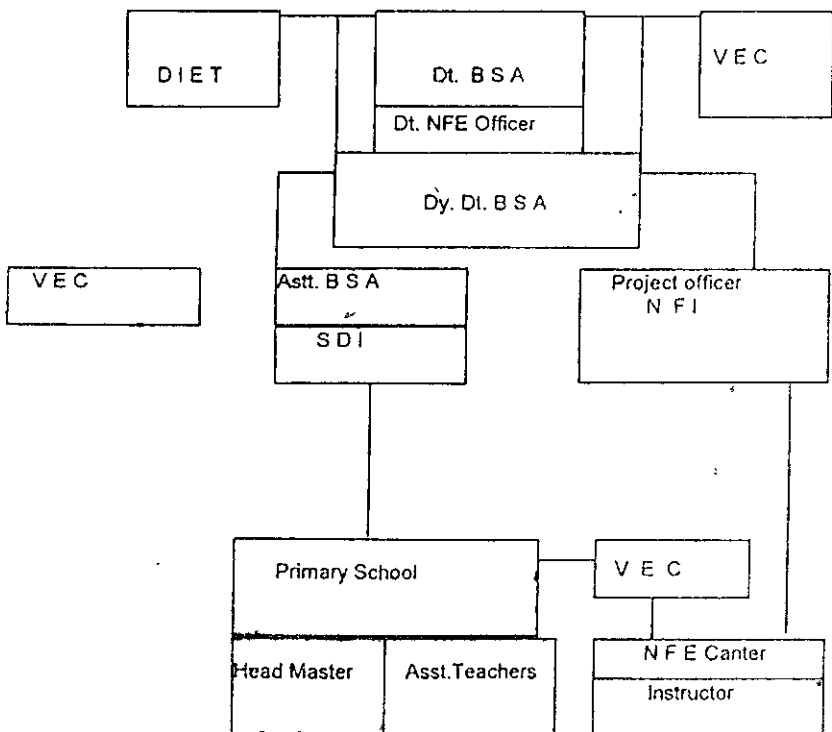 DIET
Dt. B S A
V E C
Dt. NFE Officer
Dy. Dt. B S A
V E C
Astt. B S A
Project officer
N F I
S D I
Primary School
V E C
Head Master
Asst.Teachers
N F E Canter
Instructor